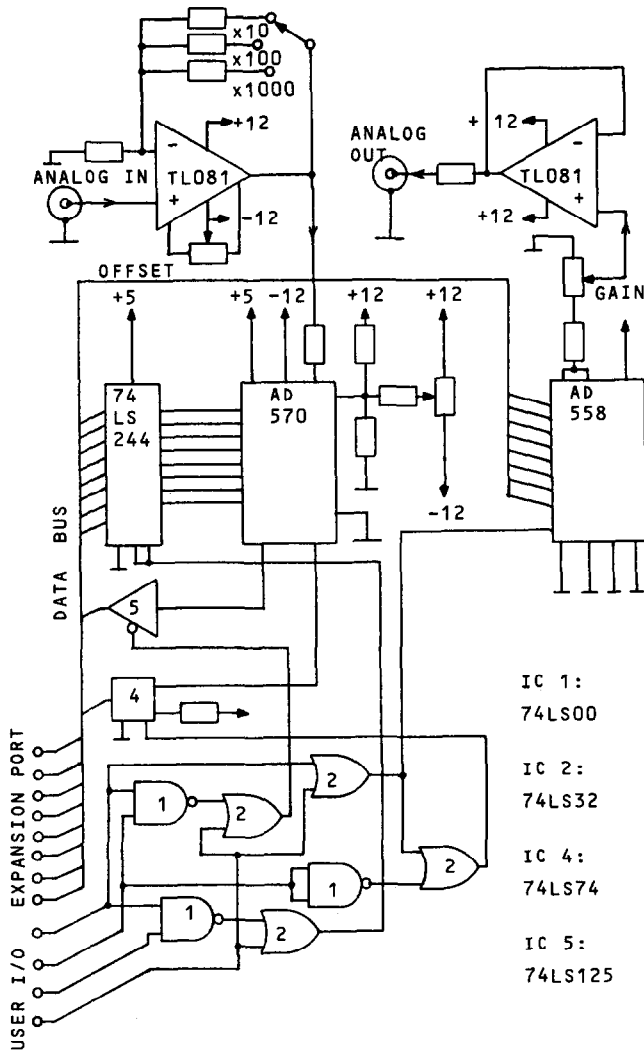 x10
x100
x1000
+12
-
TL081
+
-12
ANALOG IN
OFFSET
ANALOG
OUT
+ 12
-
TL081
+
+12
GAIN
+5
+5 -12
+12
+12
-12
74
LS
244
AD
570
AD
558
DATA BUS
5
4
1
2
2
1
2
1
2
EXPANSION PORT
USER I/O
IC 1:
74LS00
IC 2:
74LS32
IC 4:
74LS74
IC 5:
74LS125